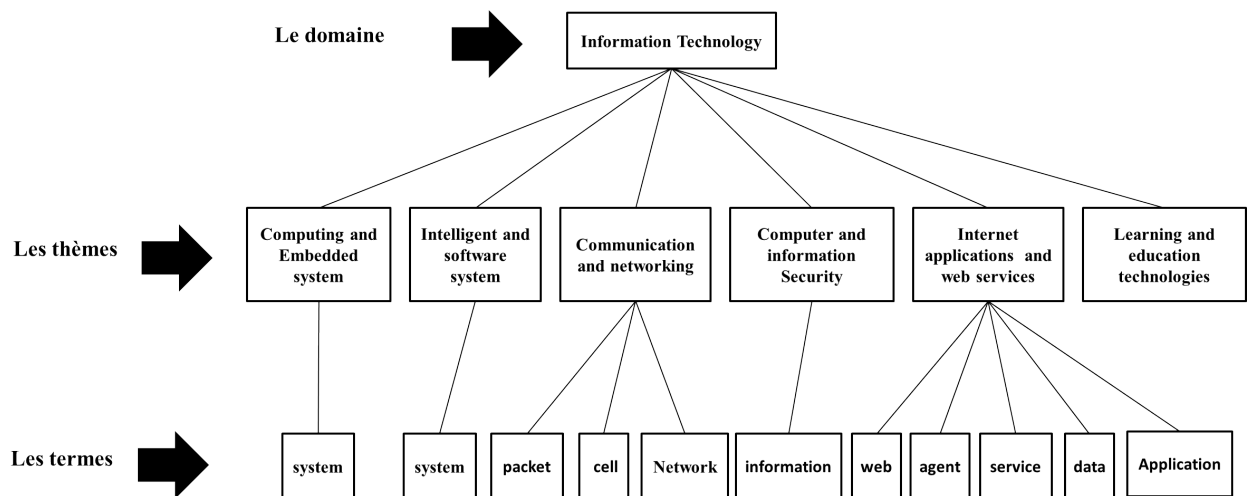 Le domaine
Information Technology
Les thèmes
Computing and
Embedded
system
Intelligent and
software
system
Communication
and networking
Computer and
information
Security
Internet
applications and
web services
Learning and
education
technologies
Les termes
system
system
packet
cell
Network
information
web
agent
service
data
Application